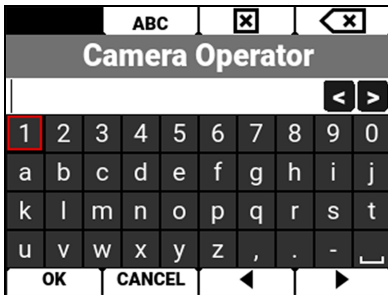 ABC
Camera Operator
< >
1 2 3 4 5 6 7 8 9 0
a b c d e f g h i j
k l m n o p q r s t
u v w x y z , . -
OK CANCEL